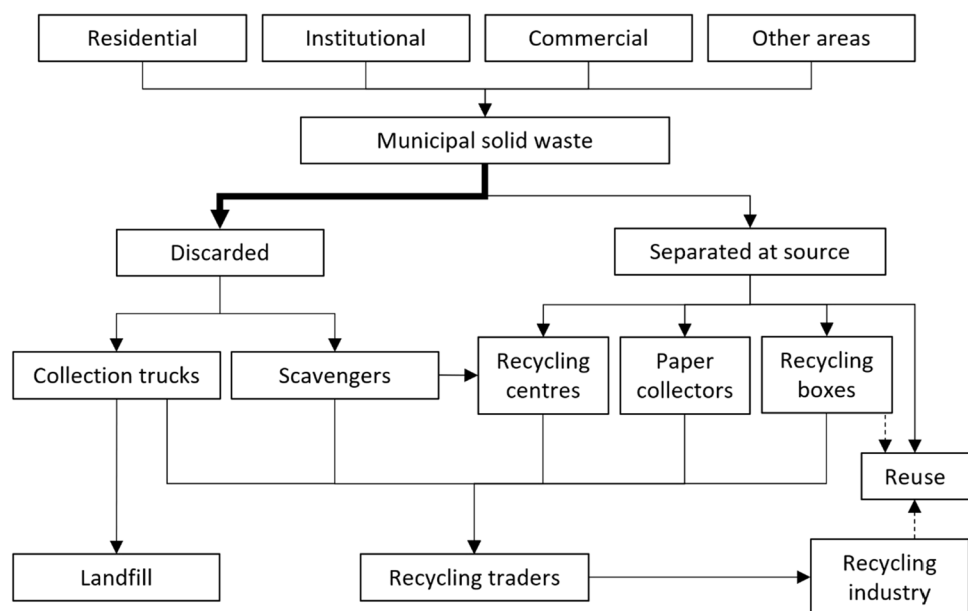 Residential
Institutional
Commercial
Other areas
Municipal solid waste
Discarded
Separated at source
Collection trucks
Scavengers
Recycling
centres
Paper
collectors
Recycling
boxes
Reuse
Landfill
Recycling traders
Recycling
industry